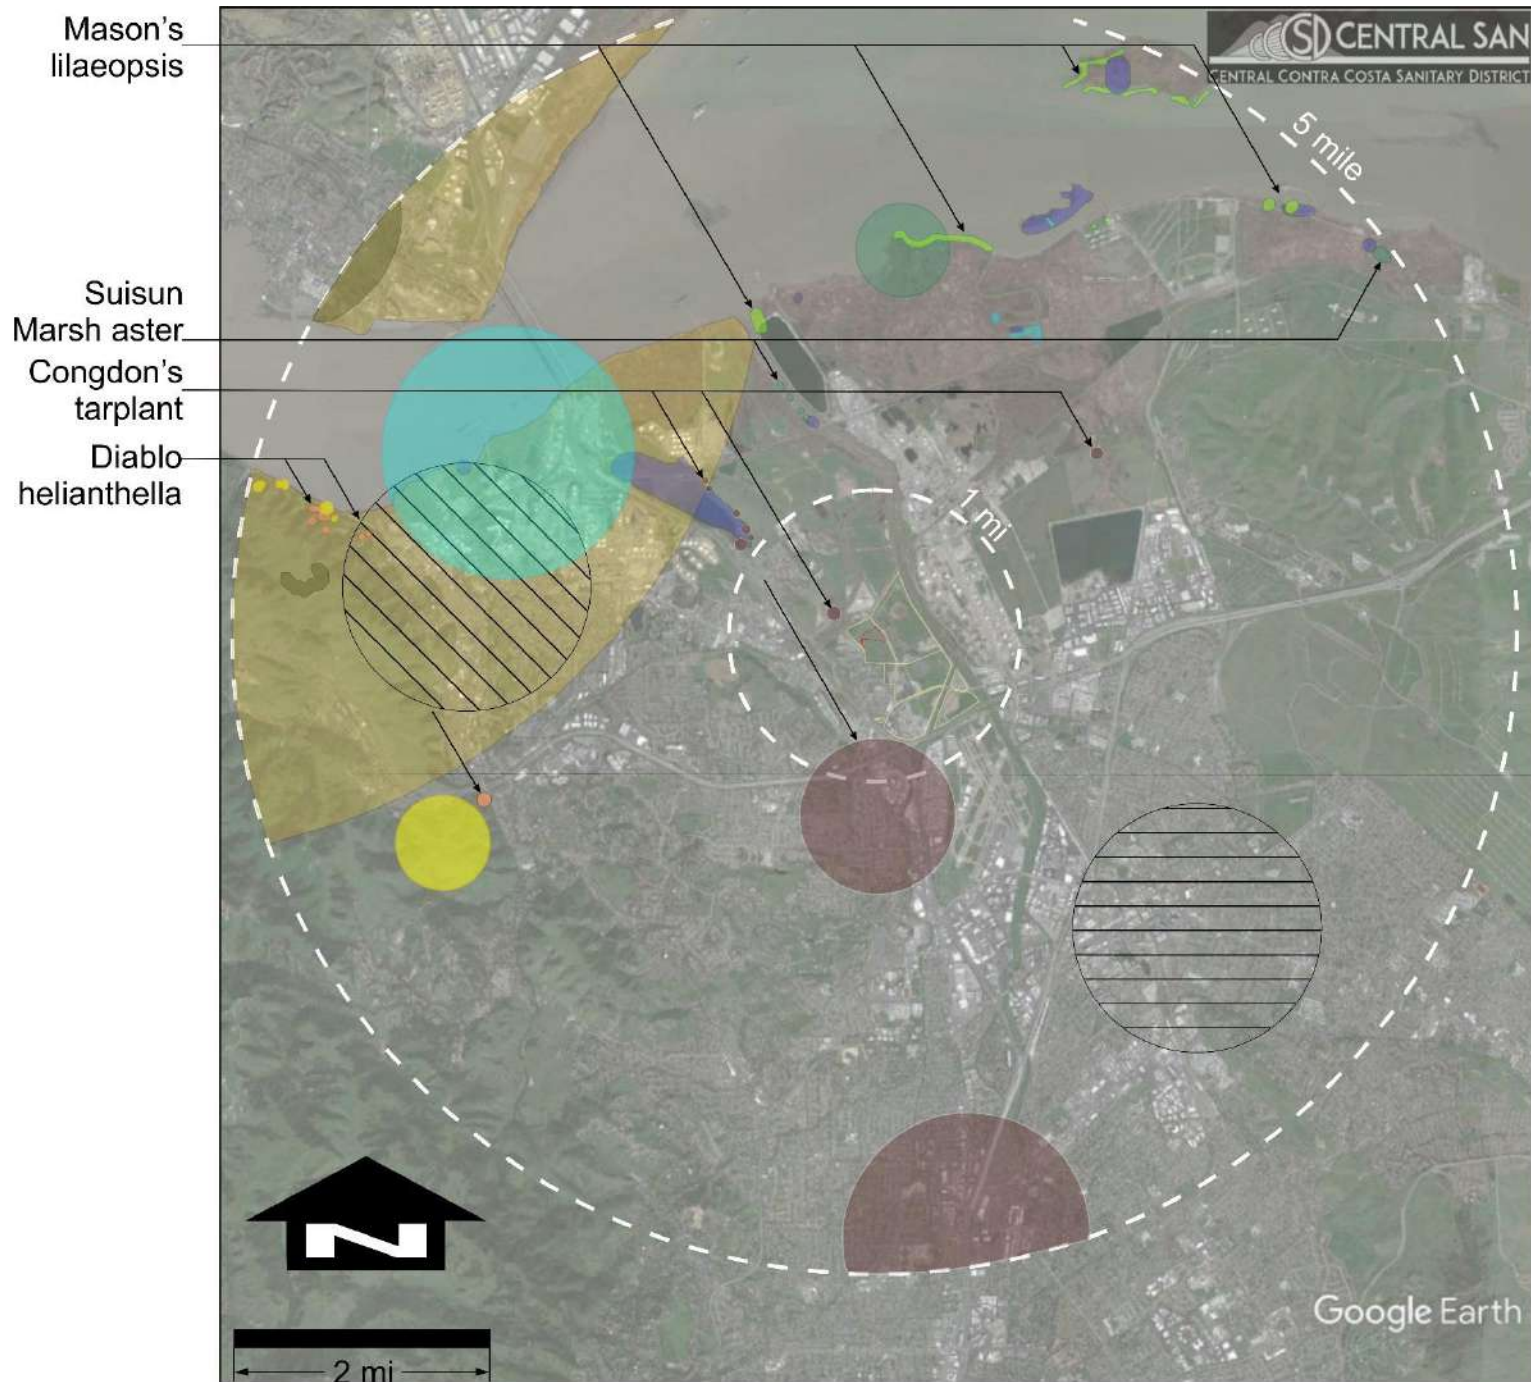 Mason's
lilaeopsis
CSD CENTRAL SAN
CENTRAL CONTRA COSTA SANITARY DISTRICT
5 mile
Suisun
Marsh aster
Congdon's
tarplant
Diablo
helianthella
1 mi
N
2 mi
Google Earth